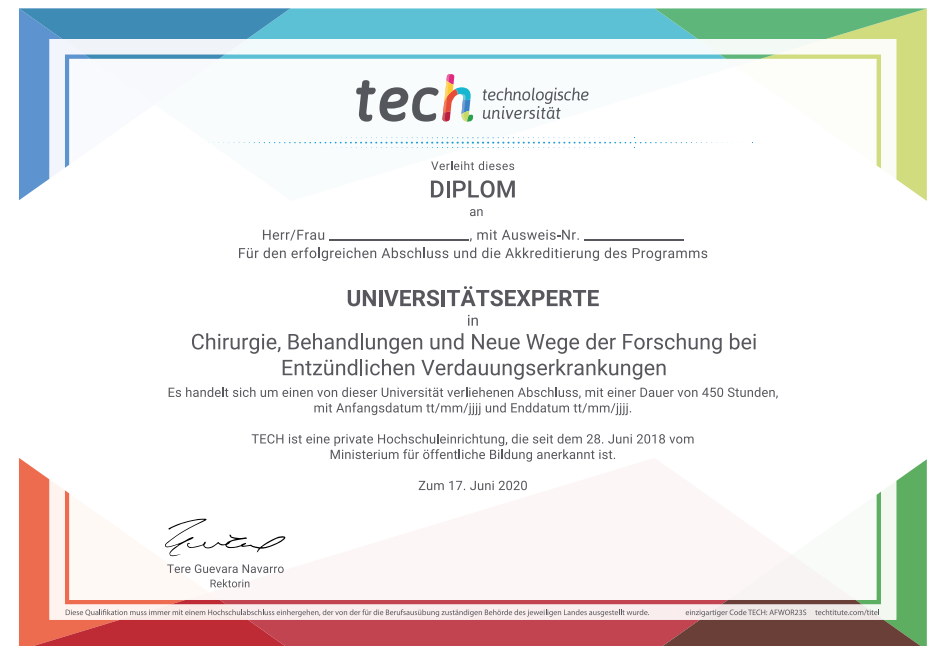 tech technologische
universität
Verleiht dieses
DIPLOM
an
Herr/Frau ____________________, mit Ausweis-Nr. ______________
Für den erfolgreichen Abschluss und die Akkreditierung des Programms
UNIVERSITÄTSEXPERTE
in
Chirurgie, Behandlungen und Neue Wege der Forschung bei
Entzündlichen Verdauungserkrankungen
Es handelt sich um einen von dieser Universität verliehenen Abschluss, mit einer Dauer von 450 Stunden,
mit Anfangsdatum tt/mm/jjjj und Enddatum tt/mm/jjjj.
TECH ist eine private Hochschuleinrichtung, die seit dem 28. Juni 2018 vom
Ministerium für öffentliche Bildung anerkannt ist.
Zum 17. Juni 2020
Tere Guevara Navarro
Rektorin
Diese Qualifikation muss immer mit einem Hochschulabschluss einhergehen, der von der für die Berufsausübung zuständigen Behörde des jeweiligen Landes ausgestellt wurde. einzigartiger Code TECH: AFWOR23S techtitute.com/titel